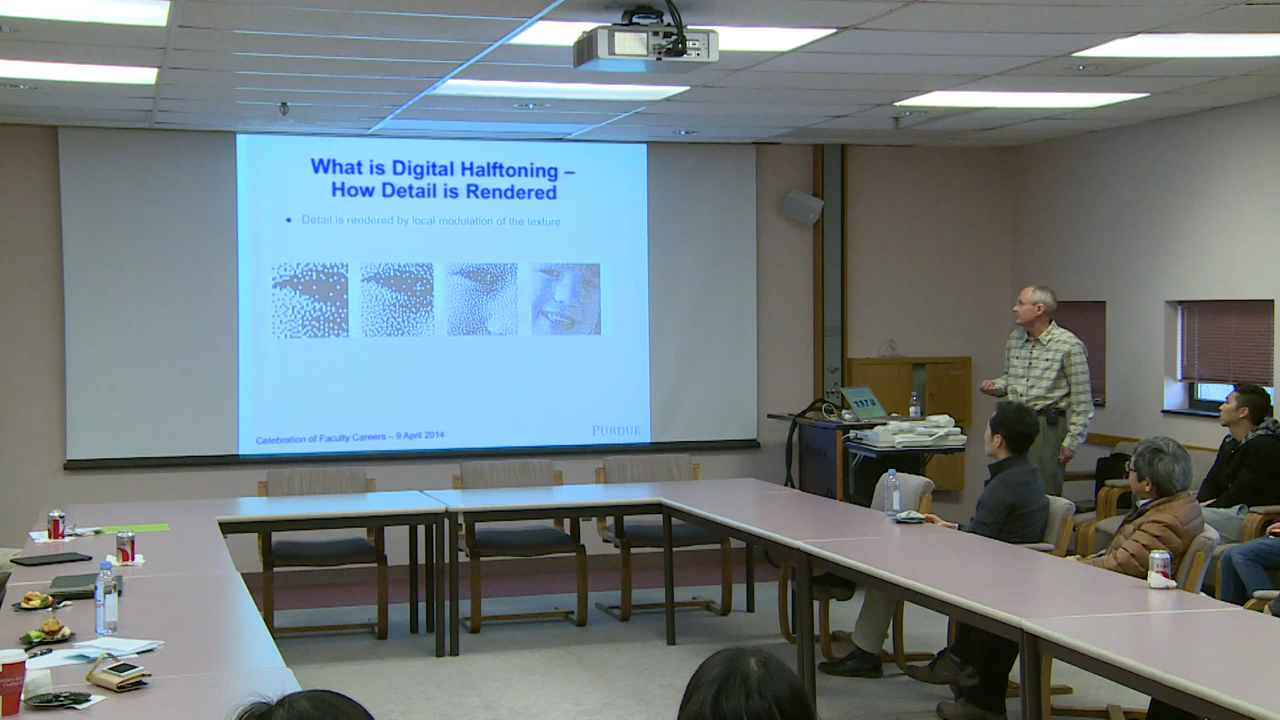 What is Digital Halftoning –
How Detail is Rendered
• Detail is rendered by local modulation of the texture
Celebration of Faculty Careers – 9 April 2014
PURDUE